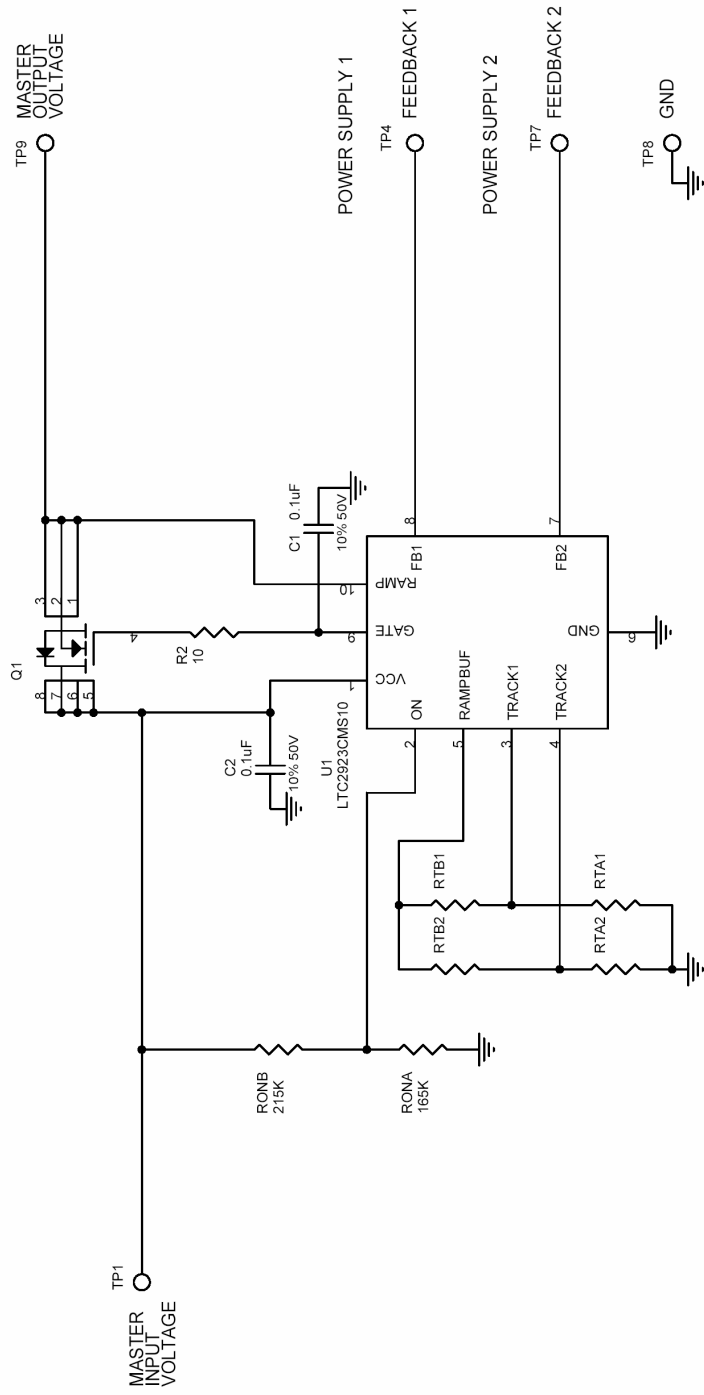 MASTER
INPUT
VOLTAGE
TP1
RONB
215K
RONA
165K
Q1
8
7
6
5
3
2
1
4
TP9
MASTER
OUTPUT
VOLTAGE
C2
0.1uF
10% 50V
R2
10
C1 0.1uF
10% 50V
U1
LTC2923CMS10
1
VCC
9
GATE
10
RAMP
2
ON
5
RAMPBUF
3
TRACK1
4
TRACK2
8
FB1
7
FB2
6
GND
RTB2
RTB1
RTA2
RTA1
POWER SUPPLY 1
TP4
FEEDBACK 1
POWER SUPPLY 2
TP7
FEEDBACK 2
TP8
GND